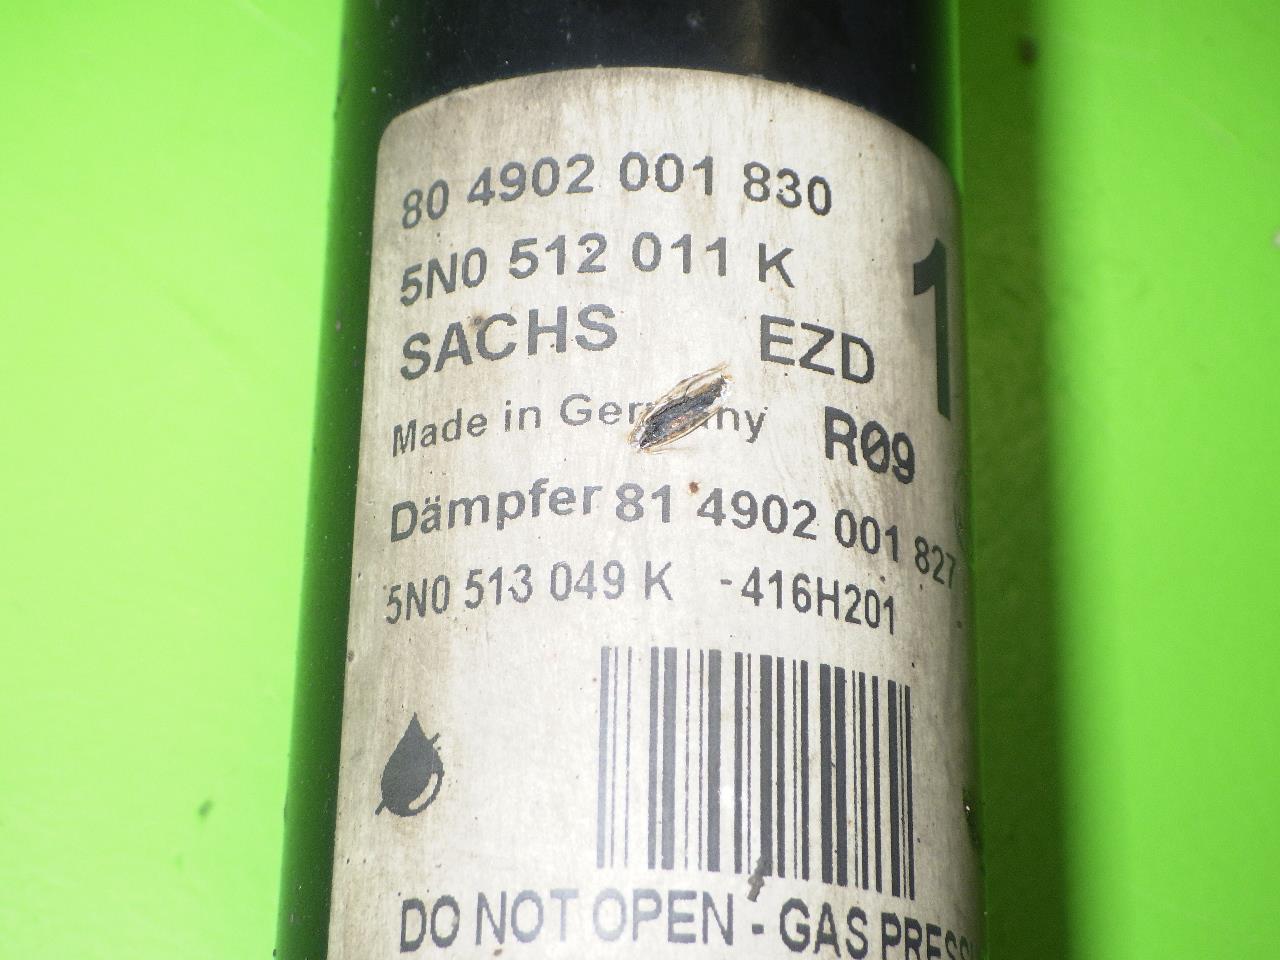 80 4902 001 830
5N0 512 011 K
1
SACHS EZD
Made in Germany R09
Dämpfer 81 4902 001 827
5N0 513 049 K -416H201 -
DO NOT OPEN - GAS